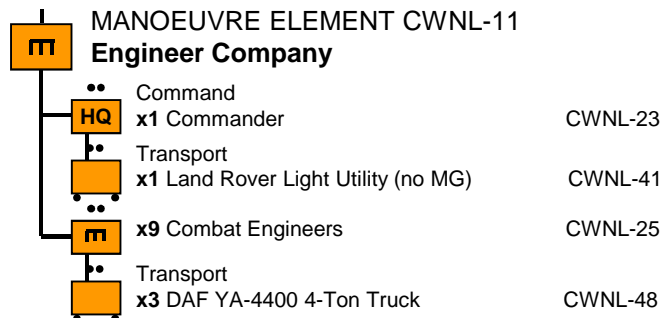 MANOEUVRE ELEMENT CWNL-11
Engineer Company
Command
HQ x1 Commander CWNL-23
Transport
x1 Land Rover Light Utility (no MG) CWNL-41
x9 Combat Engineers CWNL-25
Transport
x3 DAF YA-4400 4-Ton Truck CWNL-48